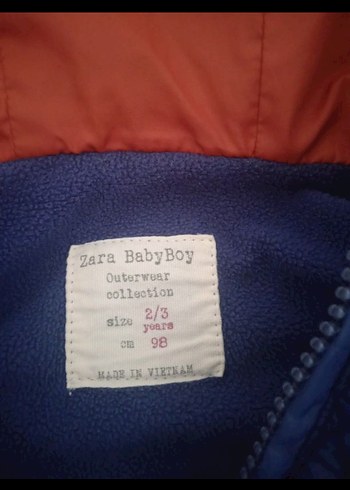 Zara BabyBoy
Outerwear
collection
size 2/3 years
cm 98
MADE IN VIETNAM